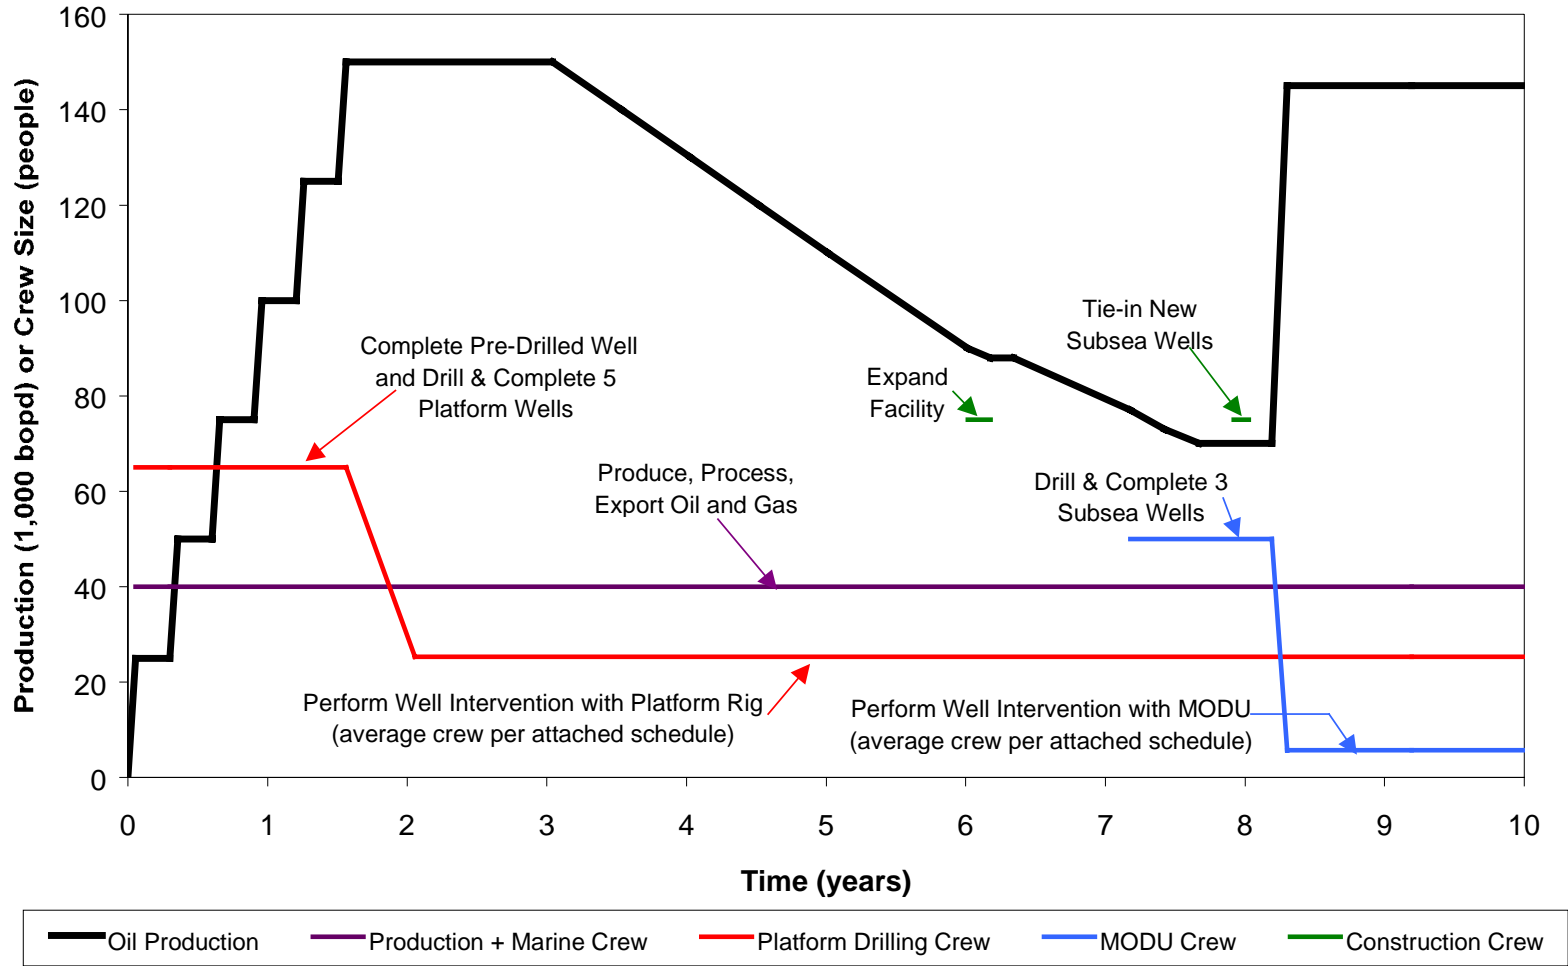 Production (1,000 bopd) or Crew Size (people)
160
140
120
100
80
60
40
20
0
Complete Pre-Drilled Well
and Drill & Complete 5
Platform Wells
Produce, Process,
Export Oil and Gas
Expand
Facility
Tie-in New
Subsea Wells
Drill & Complete 3
Subsea Wells
Perform Well Intervention with Platform Rig
(average crew per attached schedule)
Perform Well Intervention with MODU
(average crew per attached schedule)
0 1 2 3 4 5 6 7 8 9 10
Time (years)
Oil Production Production + Marine Crew Platform Drilling Crew MODU Crew Construction Crew